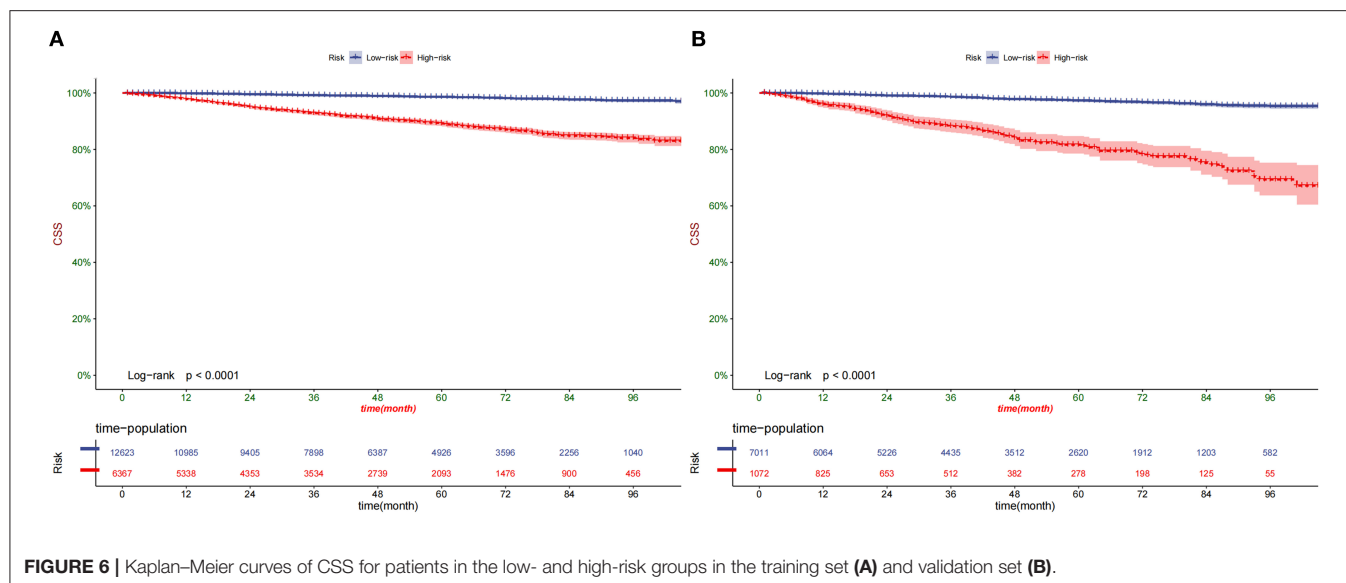 A
Risk Low-risk High-risk
CSS
100%
80%
60%
40%
20%
0%
Log-rank p < 0.0001
0 12 24 36 48 60 72 84 96
time(month)
time-population
Risk
12623 10985 9405 7898 6387 4926 3596 2256 1040
6367 5338 4353 3534 2739 2093 1476 900 456
0 12 24 36 48 60 72 84 96
time(month)
B
Risk Low-risk High-risk
CSS
100%
80%
60%
40%
20%
0%
Log-rank p < 0.0001
0 12 24 36 48 60 72 84 96
time(month)
time-population
Risk
7011 6064 5226 4435 3512 2620 1912 1203 582
1072 825 653 512 382 278 198 125 55
0 12 24 36 48 60 72 84 96
time(month)
FIGURE 6 | Kaplan–Meier curves of CSS for patients in the low- and high-risk groups in the training set (A) and validation set (B).